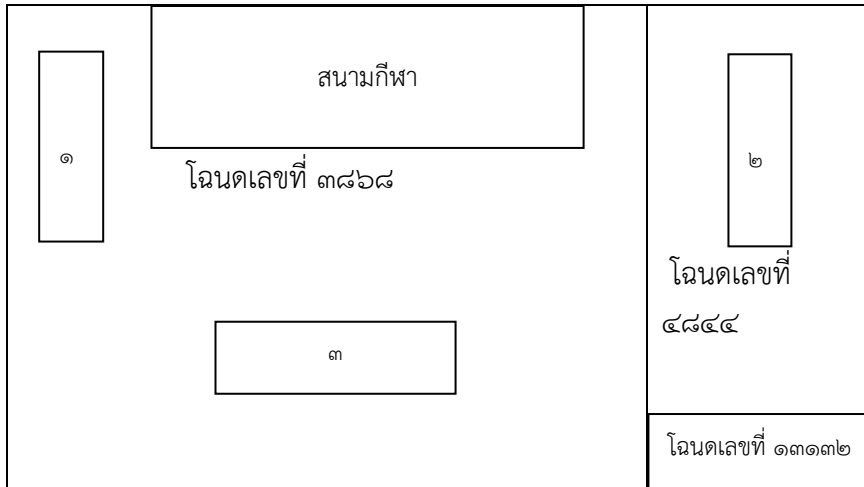 สนามกีฬา
๑
๒
โฉนดเลขที่ ๓๘๖๘
โฉนดเลขที่
๔๘๔๔
๓
โฉนดเลขที่ ๑๓๑๓๒